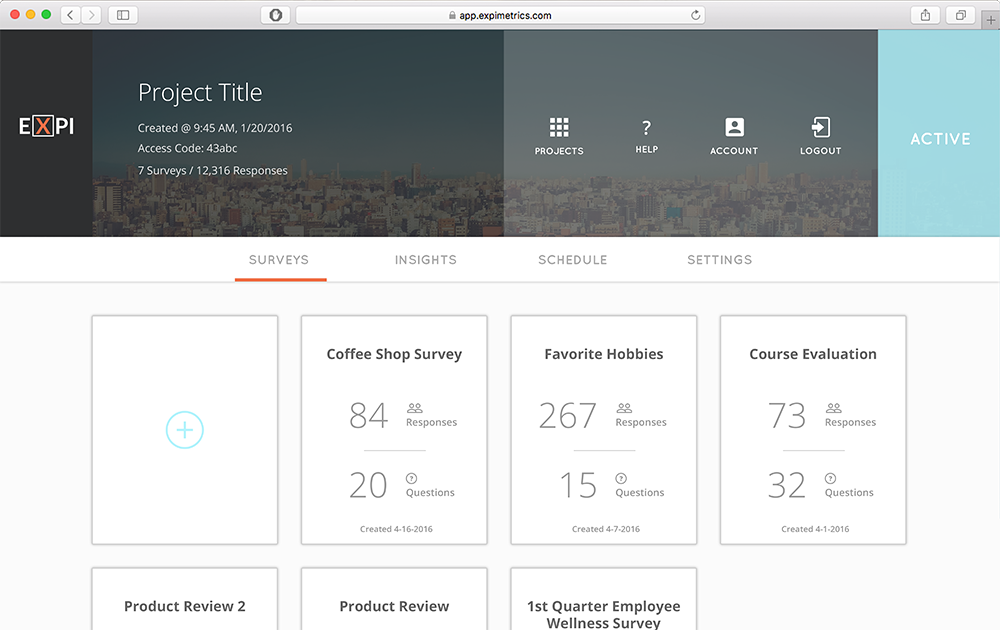 app.expimetrics.com
EXPI
Project Title
Created @ 9:45 AM, 1/20/2016
Access Code: 43abc
7 Surveys / 12,316 Responses
PROJECTS
?
HELP
ACCOUNT
LOGOUT
ACTIVE
SURVEYS
INSIGHTS
SCHEDULE
SETTINGS
Coffee Shop Survey
84 Responses
20 ? Questions
Created 4-16-2016
Favorite Hobbies
267 Responses
15 ? Questions
Created 4-7-2016
Course Evaluation
73 Responses
32 ? Questions
Created 4-1-2016
Product Review 2
Product Review
1st Quarter Employee
Wellness Survey